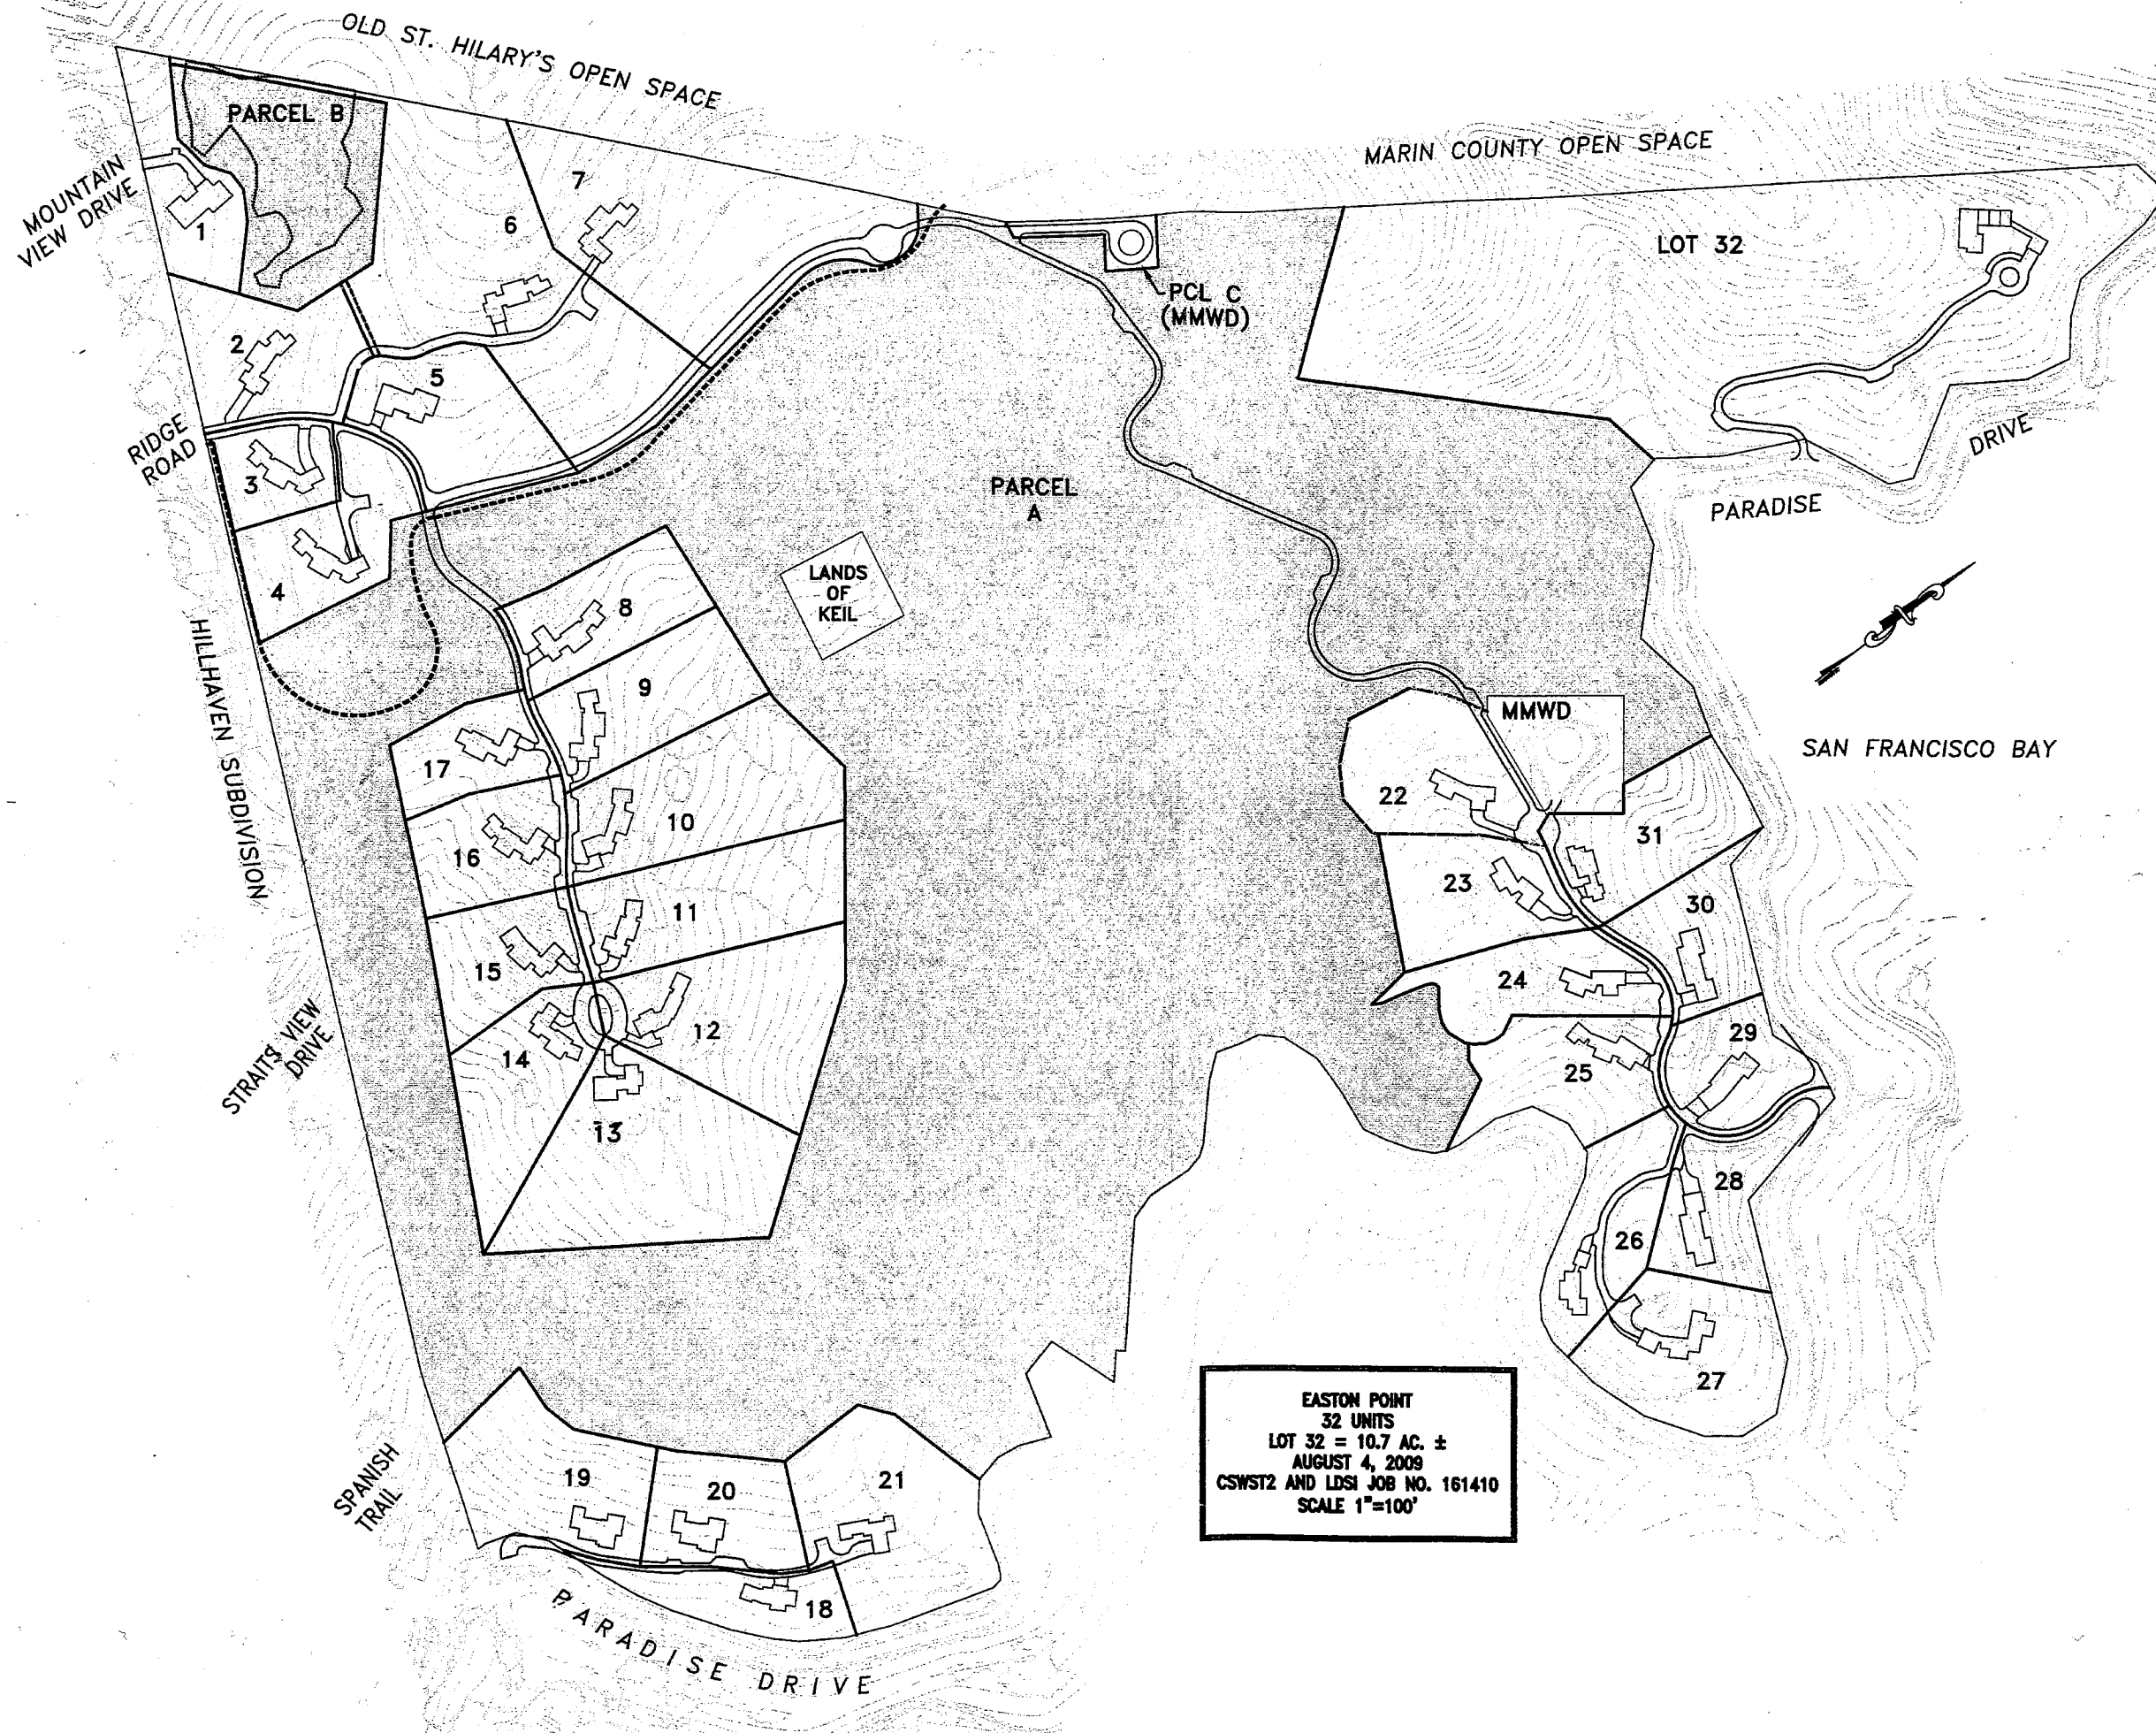 OLD ST. HILARY'S OPEN SPACE
MARIN COUNTY OPEN SPACE
PARCEL B
MOUNTAIN
VIEW DRIVE
1
7
6
LOT 32
PCL C
(MMWD)
2
5
RIDGE
ROAD
3
4
PARCEL
A
DRIVE
PARADISE
LANDS
OF
KEIL
8
9
HILLHAVEN SUBDIVISION
MMWD
SAN FRANCISCO BAY
17
10
22
31
16
23
11
30
15
24
STRAITS VIEW
DRIVE
12
29
14
25
13
28
26
27
EASTON POINT
32 UNITS
LOT 32 = 10.7 AC. ±
AUGUST 4, 2009
CSWST2 AND LDSI JOB NO. 161410
SCALE 1"=100'
SPANISH
TRAIL
19
20
21
18
PARADISE DRIVE